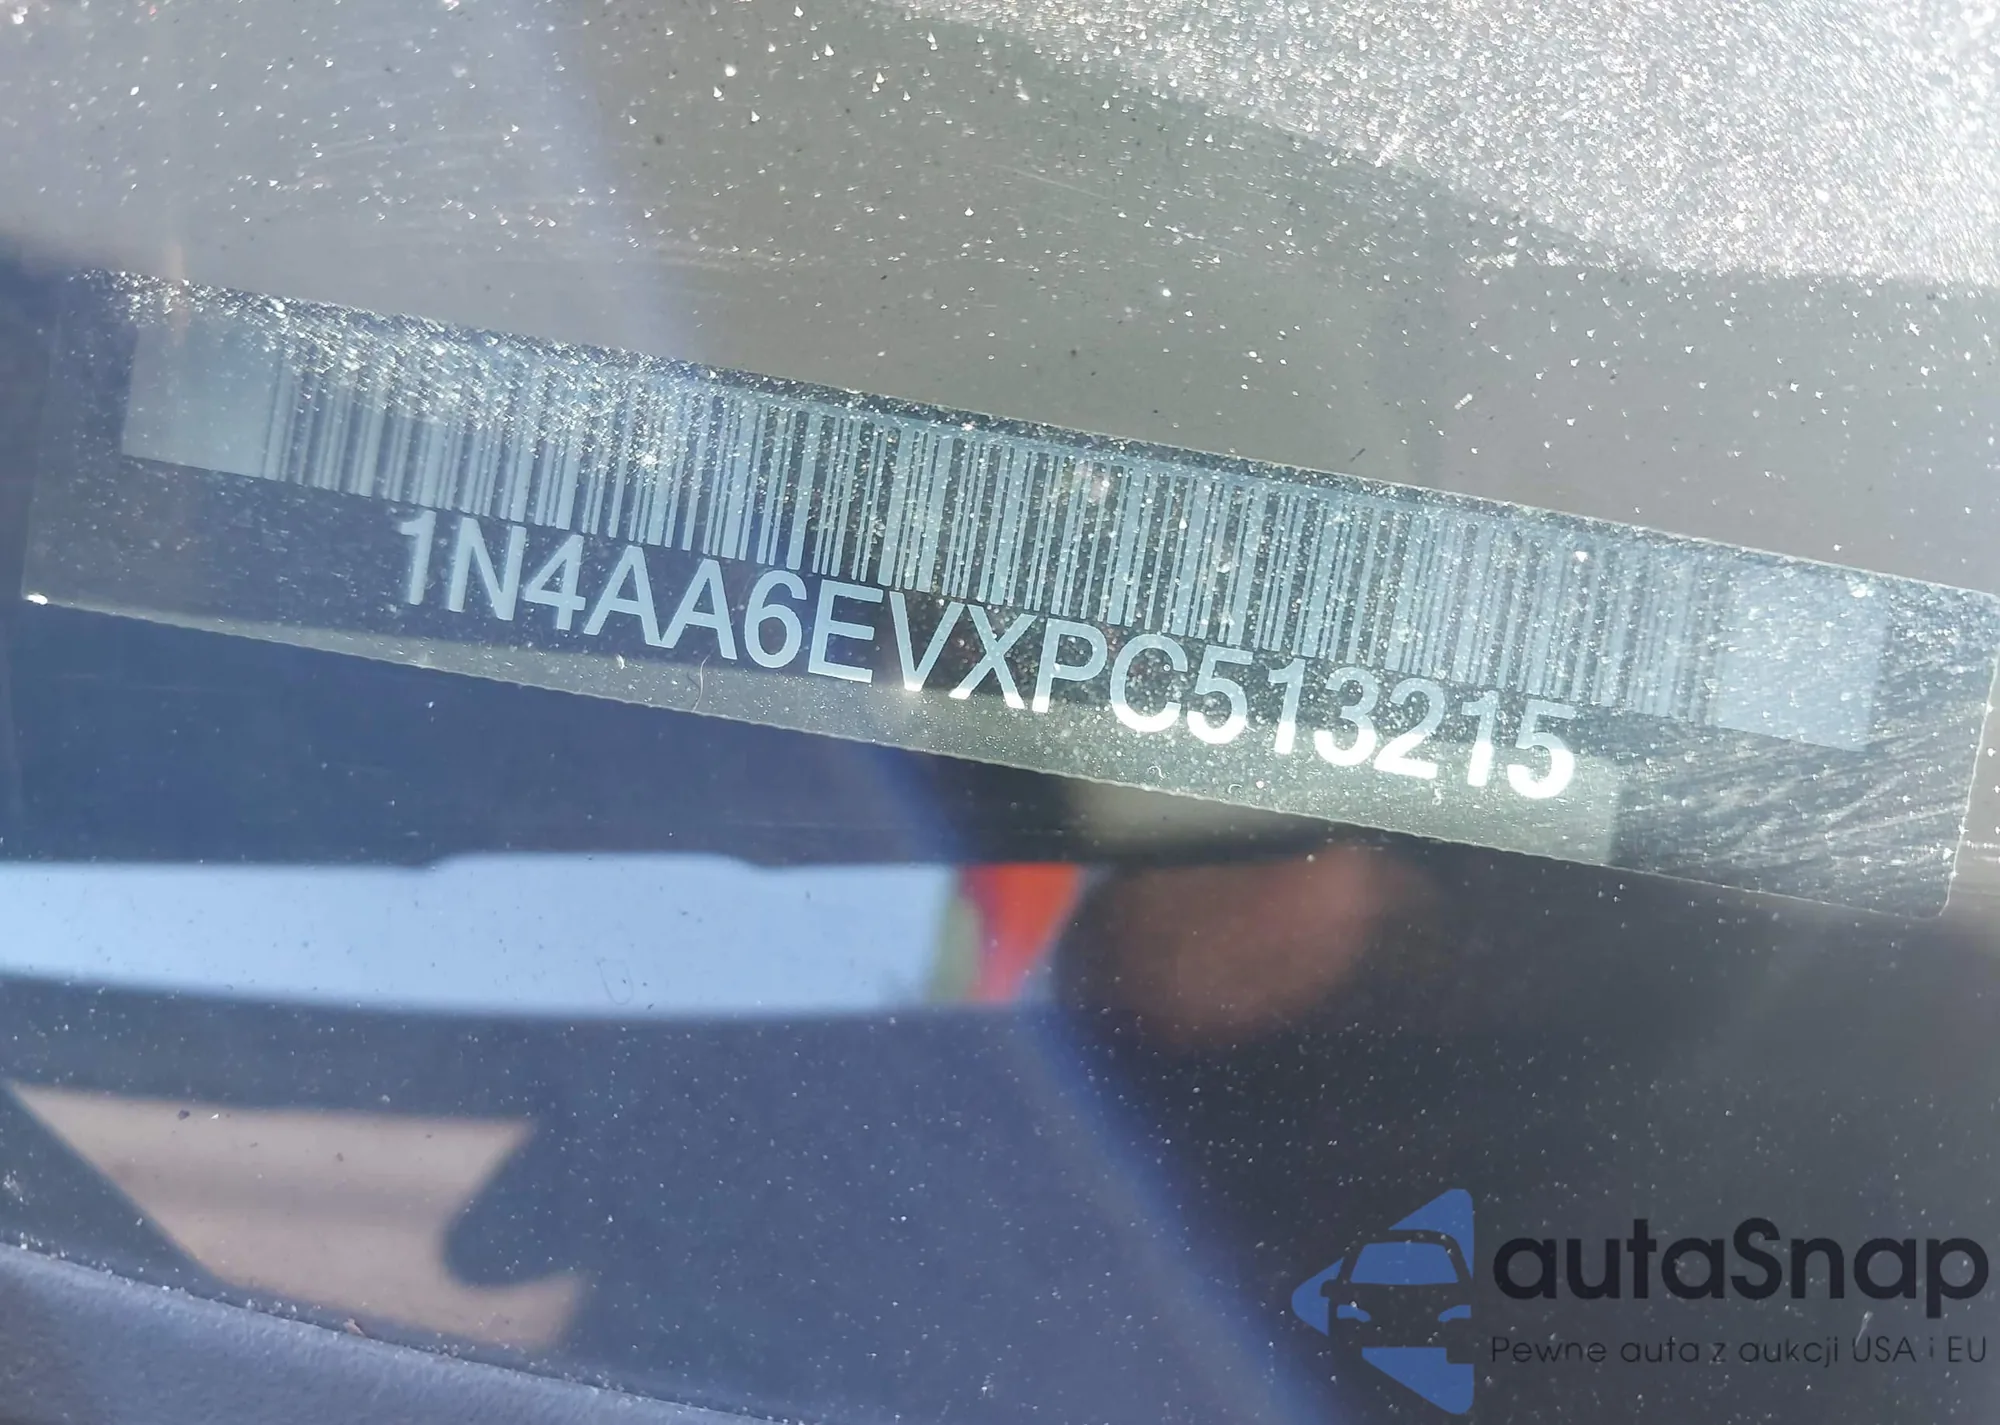 1N4AA6EVXPC513215
autaSnap
Pewne auta z aukcji USA i EU